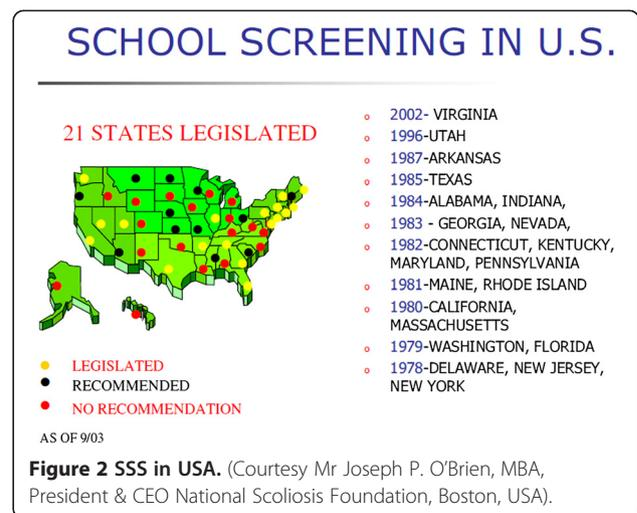 SCHOOL SCREENING IN U.S.
21 STATES LEGISLATED
LEGISLATED
RECOMMENDED
NO RECOMMENDATION
AS OF 9/03
2002- VIRGINIA
1996-UTAH
1987-ARKANSAS
1985-TEXAS
1984-ALABAMA, INDIANA,
1983 - GEORGIA, NEVADA,
1982-CONNECTICUT, KENTUCKY,
MARYLAND, PENNSYLVANIA
1981-MAINE, RHODE ISLAND
1980-CALIFORNIA,
MASSACHUSETTS
1979-WASHINGTON, FLORIDA
1978-DELAWARE, NEW JERSEY,
NEW YORK
Figure 2 SSS in USA. (Courtesy Mr Joseph P. O’Brien, MBA,
President & CEO National Scoliosis Foundation, Boston, USA).